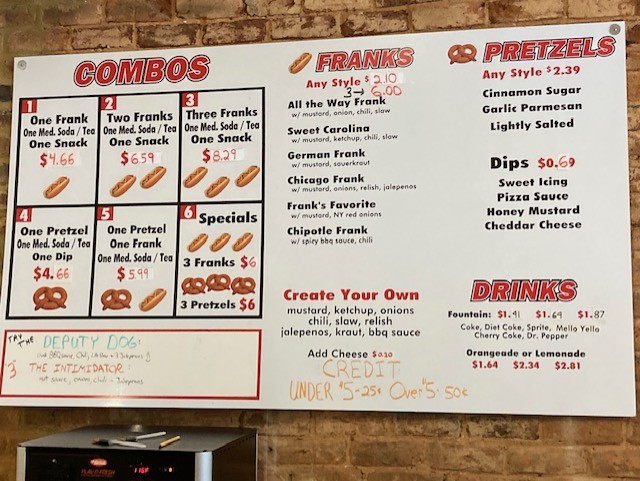 COMBOS
1
One Frank
One Med. Soda / Tea
One Snack
$4.66
2
Two Franks
One Med. Soda / Tea
One Snack
$6.59
3
Three Franks
One Med. Soda / Tea
One Snack
$8.29
4
One Pretzel
One Med. Soda / Tea
One Dip
$4.66
5
One Pretzel
One Frank
One Med. Soda / Tea
$5.99
6
Specials
3 Franks $6
3 Pretzels $6
TRY THE
DEPUTY DOG:
THE INTIMIDATOR:
FRANKS
Any Style $2.10
3→ 6.00
All the Way Frank
w/ mustard, onion, chili, slaw
Sweet Carolina
w/ mustard, ketchup, chili, slaw
German Frank
w/ mustard, sauerkraut
Chicago Frank
w/ mustard, onions, relish, jalepenos
Frank's Favorite
w/ mustard, NY red onions
Chipotle Frank
w/ spicy bbq sauce, chili
Create Your Own
mustard, ketchup, onions
chili, slaw, relish
jalepenos, kraut, bbq sauce
Add Cheese
CREDIT
UNDER $5-25¢ Over $5. 50¢
PRETZELS
Any Style $2.39
Cinnamon Sugar
Garlic Parmesan
Lightly Salted
Dips $0.69
Sweet Icing
Pizza Sauce
Honey Mustard
Cheddar Cheese
DRINKS
Fountain: $1.41 $1.64 $1.87
Coke, Diet Coke, Sprite, Mello Yello
Cherry Coke, Dr. Pepper
Orangeade or Lemonade
$1.64 $2.34 $2.81